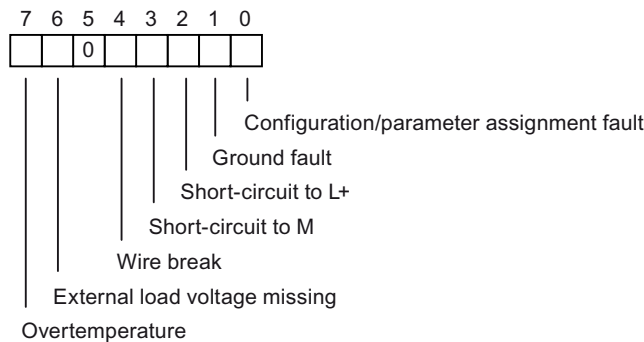 7 6 5 4 3 2 1 0
0
Configuration/parameter assignment fault
Ground fault
Short-circuit to L+
Short-circuit to M
Wire break
External load voltage missing
Overtemperature